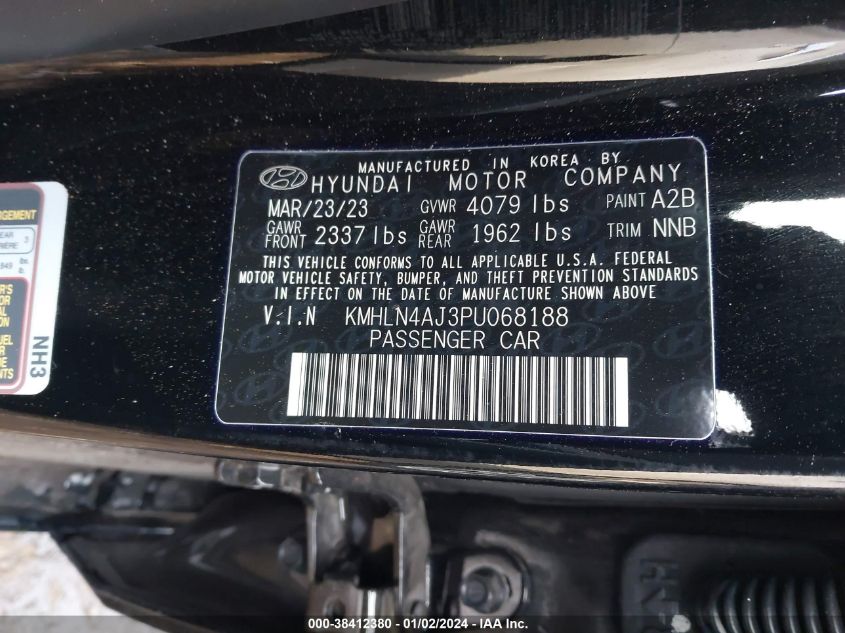 MANUFACTURED IN KOREA BY
HYUNDAI MOTOR COMPANY
MAR/23/23 GVWR 4079 lbs PAINT A2B
GAWR FRONT 2337 lbs GAWR REAR 1962 lbs TRIM NNB
THIS VEHICLE CONFORMS TO ALL APPLICABLE U.S.A. FEDERAL
MOTOR VEHICLE SAFETY, BUMPER, AND THEFT PREVENTION STANDARDS
IN EFFECT ON THE DATE OF MANUFACTURE SHOWN ABOVE
V.I.N KMHLN4AJ3PU068188
PASSENGER CAR
NH3
000-38412380 - 01/02/2024 - IAA Inc.